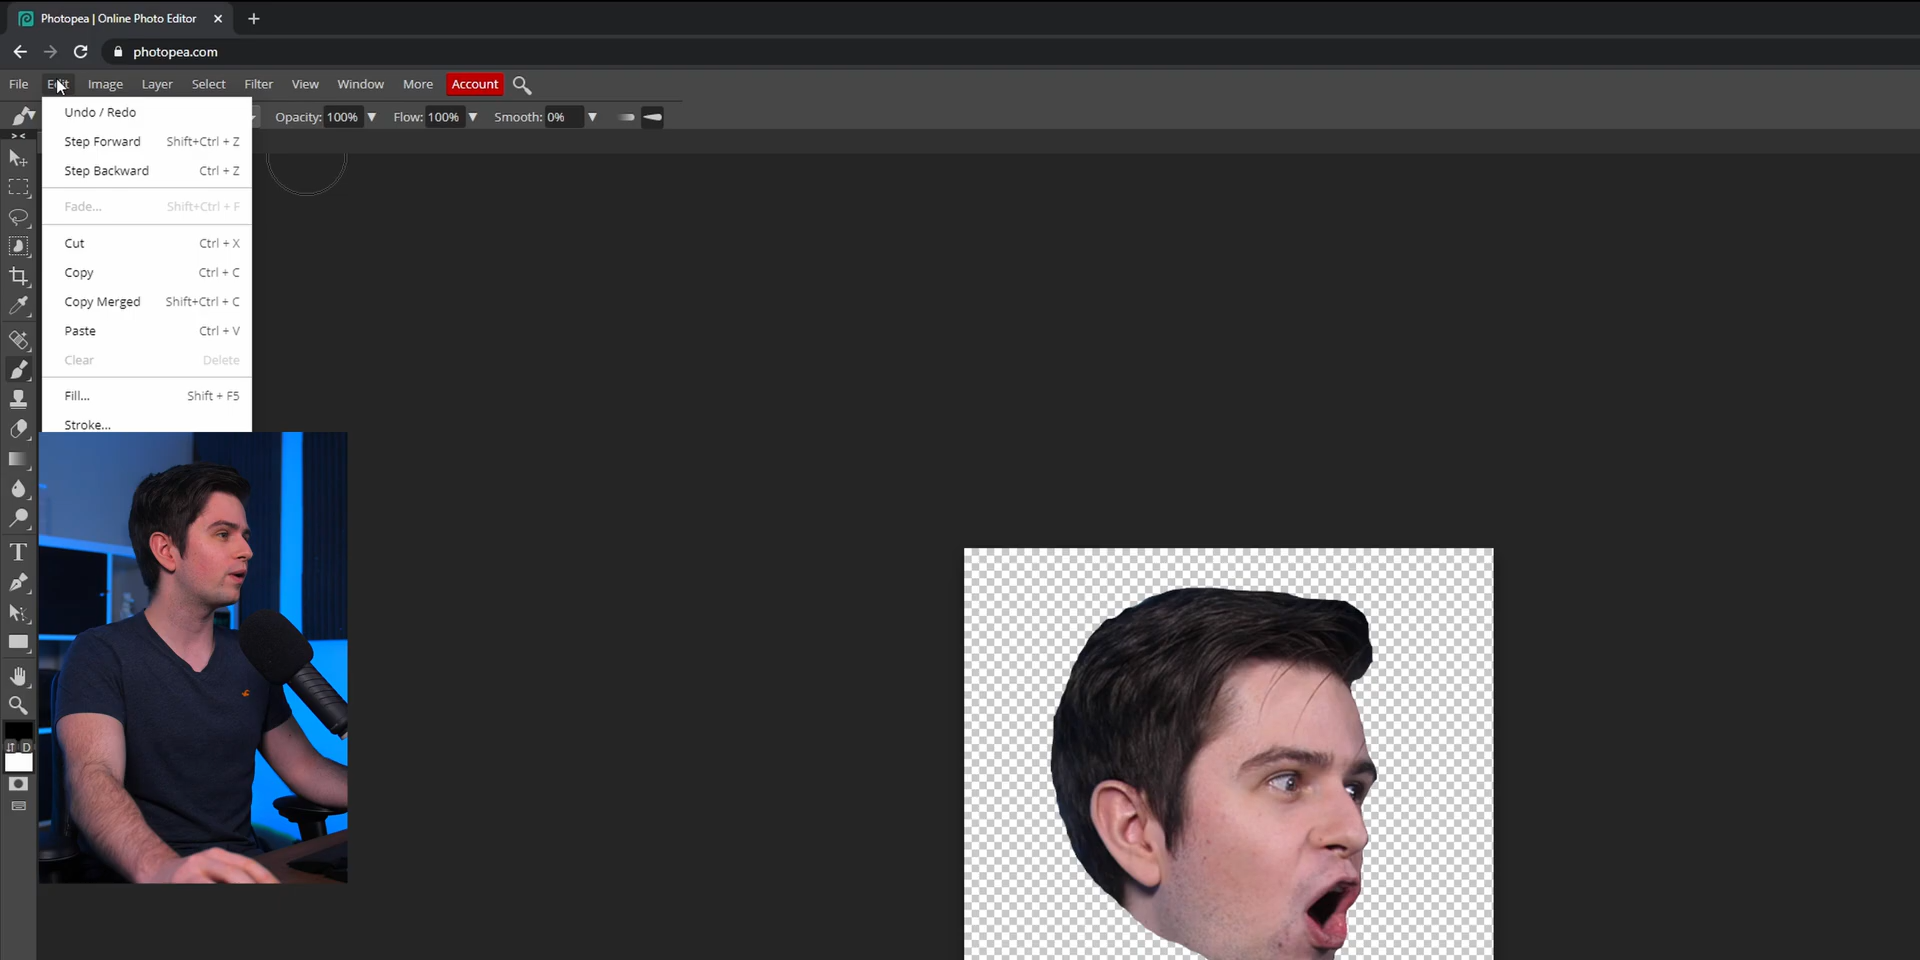 Photopea | Online Photo Editor
photopea.com
File Edit Image Layer Select Filter View Window More Account
Opacity: 100% Flow: 100% Smooth: 0%
Undo / Redo
Step Forward Shift+Ctrl + Z
Step Backward Ctrl + Z
Fade... Shift+Ctrl + F
Cut Ctrl + X
Copy Ctrl + C
Copy Merged Shift+Ctrl + C
Paste Ctrl + V
Clear Delete
Fill... Shift + F5
Stroke...
D